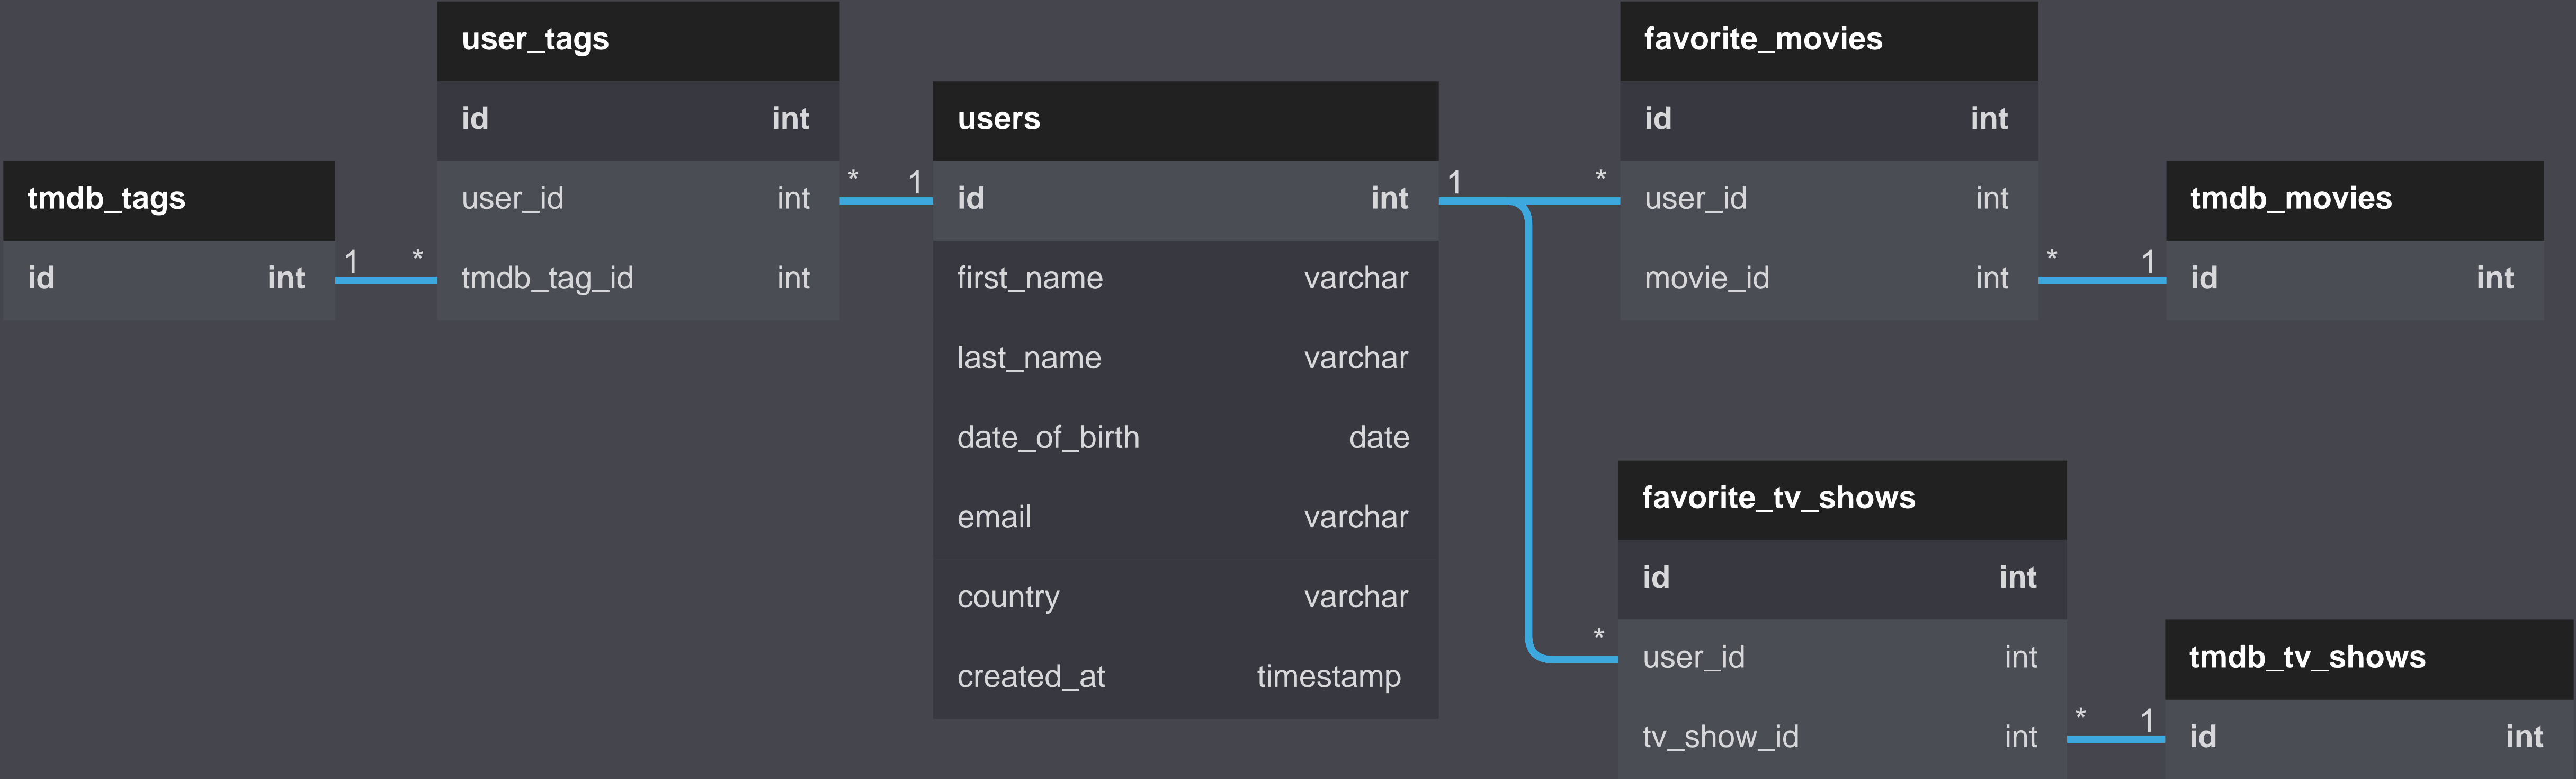 user_tags
id int
user_id int
tmdb_tag_id int
tmdb_tags
id int
1 *
* 1
users
id int
first_name varchar
last_name varchar
date_of_birth date
email varchar
country varchar
created_at timestamp
1 *
*
favorite_movies
id int
user_id int
movie_id int
* 1
tmdb_movies
id int
favorite_tv_shows
id int
user_id int
tv_show_id int
* 1
tmdb_tv_shows
id int